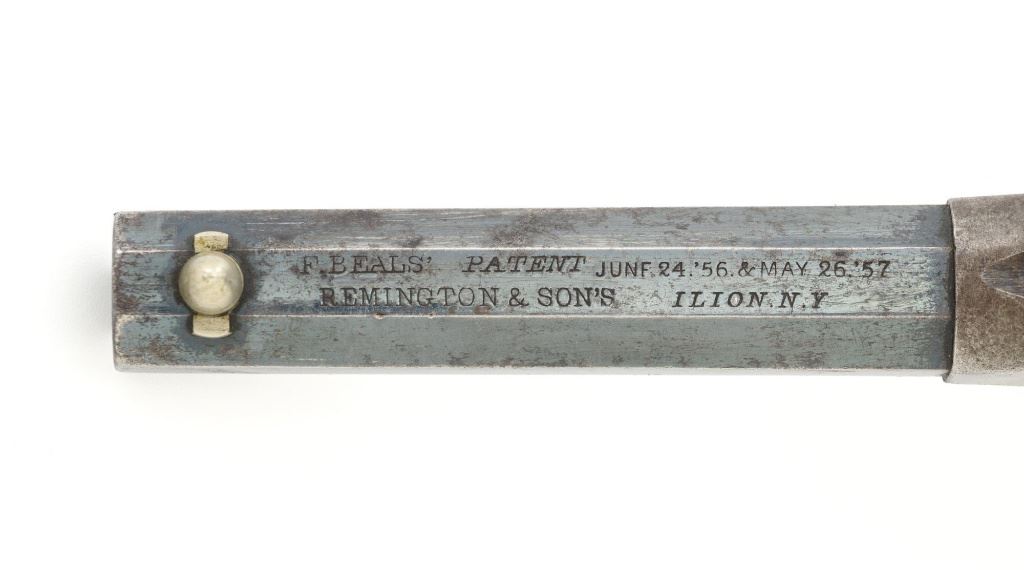 F. BEALS' PATENT JUNE. 24.'56. & MAY. 26.'57
REMINGTON & SON'S ILION. N.Y